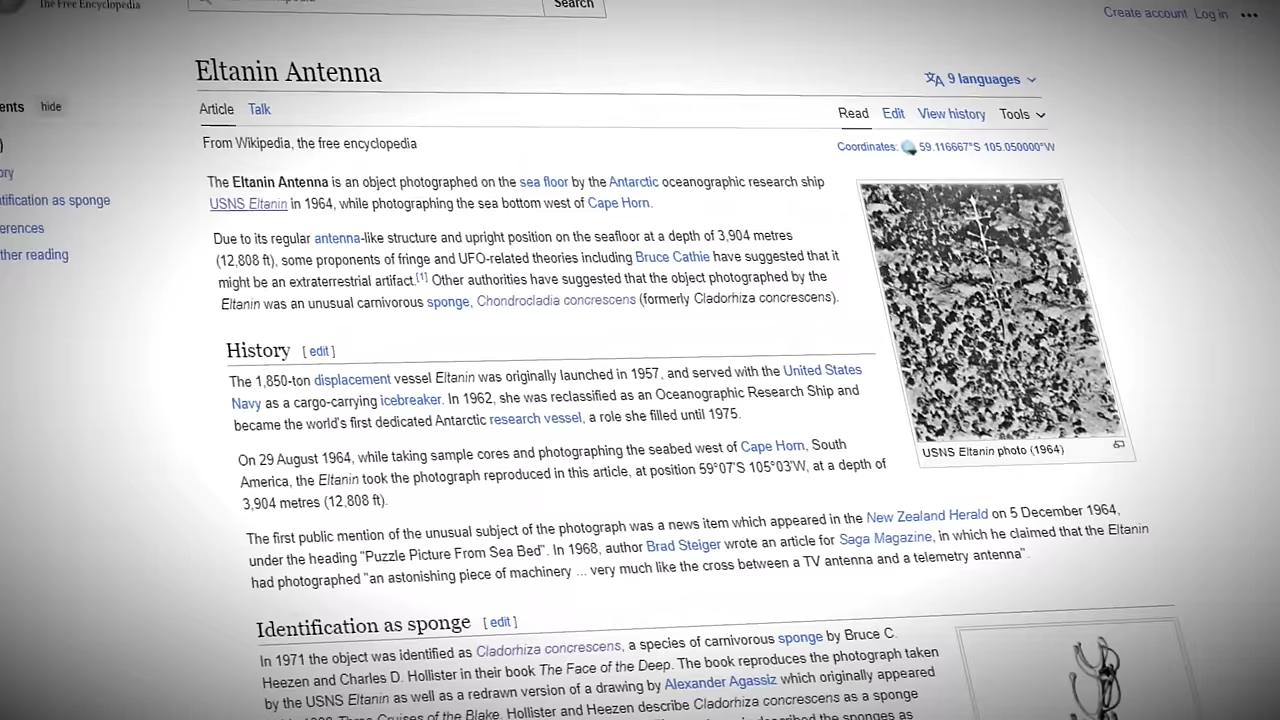 The Free Encyclopedia
Search
Create account Log in •••
Eltanin Antenna
9 languages
ents hide
Article Talk
Read Edit View history Tools
From Wikipedia, the free encyclopedia
Coordinates: 59.116667°S 105.050000°W
)
ory
ntification as sponge
erences
ther reading
The Eltanin Antenna is an object photographed on the sea floor by the Antarctic oceanographic research ship
USNS Eltanin in 1964, while photographing the sea bottom west of Cape Horn.
Due to its regular antenna-like structure and upright position on the seafloor at a depth of 3,904 metres
(12,808 ft), some proponents of fringe and UFO-related theories including Bruce Cathie have suggested that it
might be an extraterrestrial artifact.[1] Other authorities have suggested that the object photographed by the
Eltanin was an unusual carnivorous sponge, Chondrocladia concrescens (formerly Cladorhiza concrescens).
USNS Eltanin photo (1964)
History [ edit ]
The 1,850-ton displacement vessel Eltanin was originally launched in 1957, and served with the United States
Navy as a cargo-carrying icebreaker. In 1962, she was reclassified as an Oceanographic Research Ship and
became the world's first dedicated Antarctic research vessel, a role she filled until 1975.
On 29 August 1964, while taking sample cores and photographing the seabed west of Cape Horn, South
America, the Eltanin took the photograph reproduced in this article, at position 59°07'S 105°03'W, at a depth of
3,904 metres (12,808 ft).
The first public mention of the unusual subject of the photograph was a news item which appeared in the New Zealand Herald on 5 December 1964,
under the heading "Puzzle Picture From Sea Bed". In 1968, author Brad Steiger wrote an article for Saga Magazine, in which he claimed that the Eltanin
had photographed "an astonishing piece of machinery ... very much like the cross between a TV antenna and a telemetry antenna".
Identification as sponge [ edit ]
In 1971 the object was identified as Cladorhiza concrescens, a species of carnivorous sponge by Bruce C.
Heezen and Charles D. Hollister in their book The Face of the Deep. The book reproduces the photograph taken
by the USNS Eltanin as well as a redrawn version of a drawing by Alexander Agassiz which originally appeared
Three Cruises of the Blake. Hollister and Heezen describe Cladorhiza concrescens as a sponge
described the sponges as